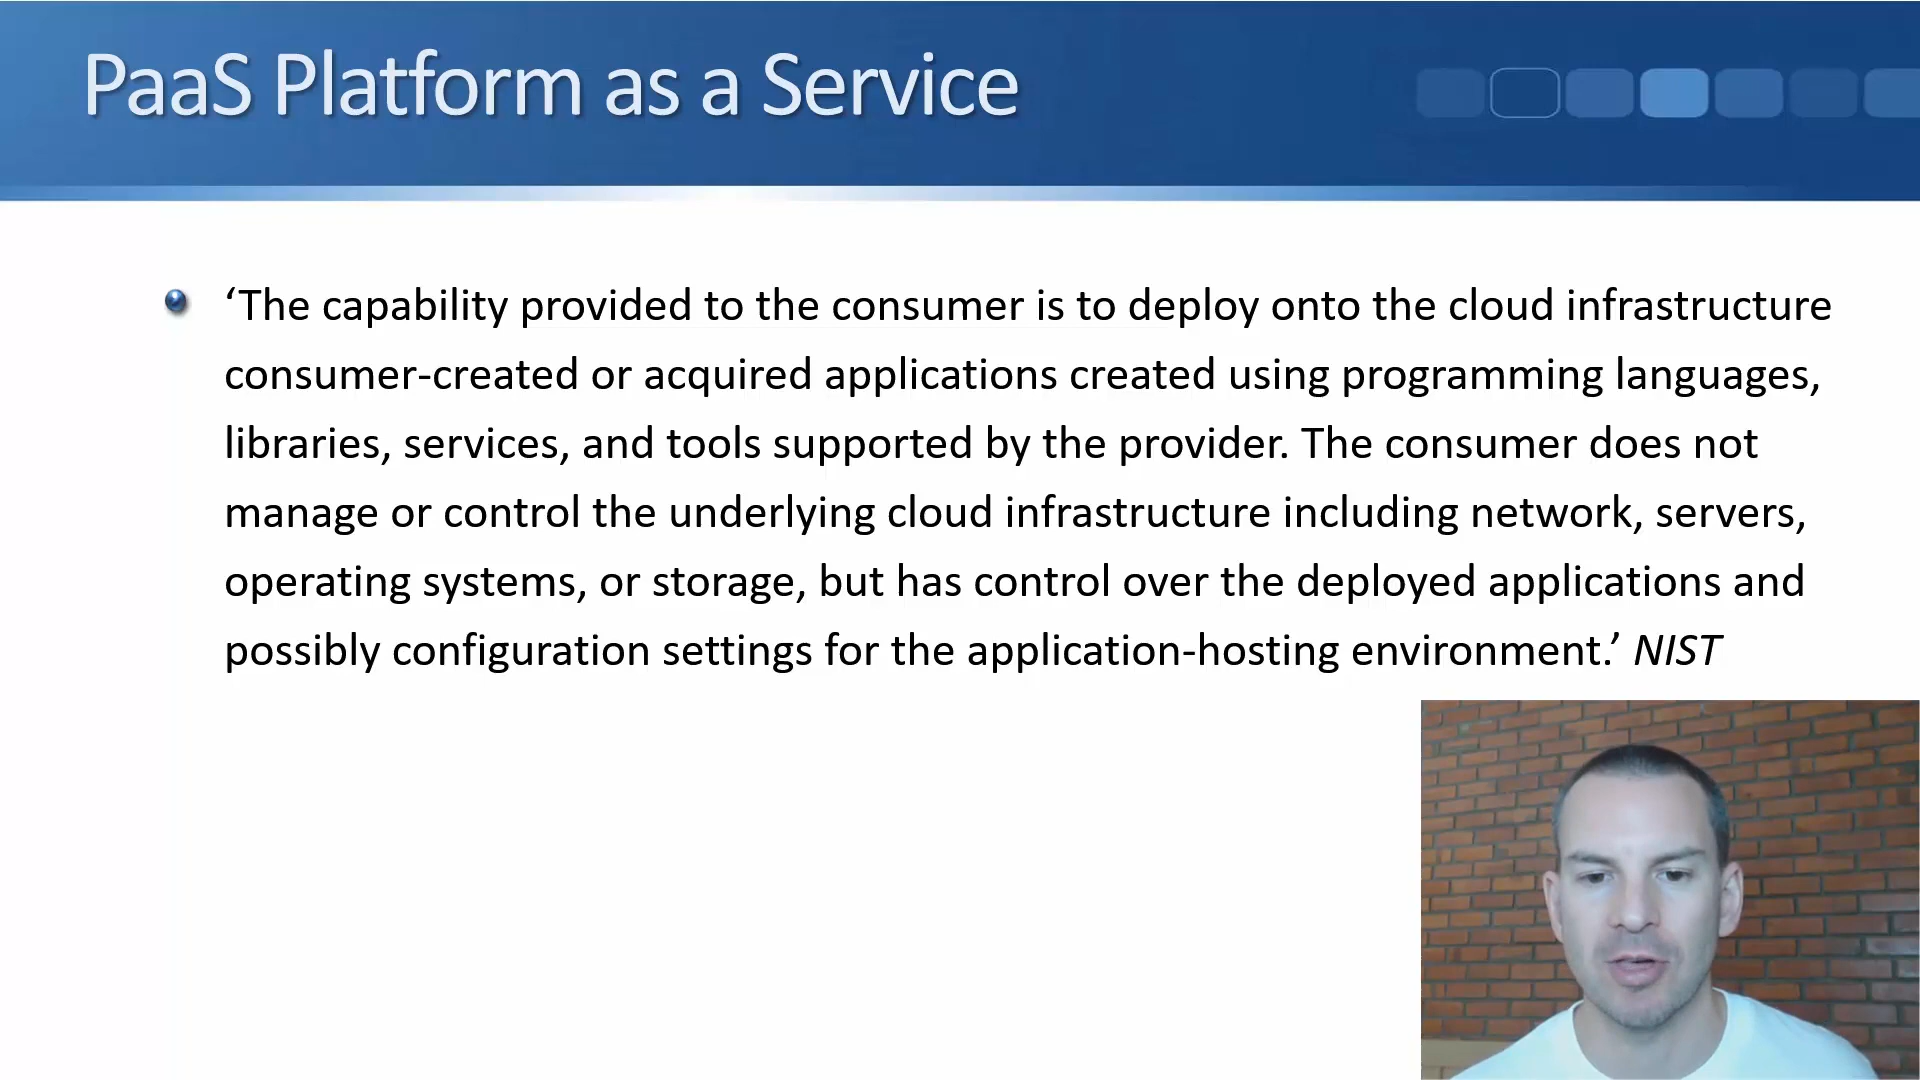 PaaS Platform as a Service
‘The capability provided to the consumer is to deploy onto the cloud infrastructure
consumer-created or acquired applications created using programming languages,
libraries, services, and tools supported by the provider. The consumer does not
manage or control the underlying cloud infrastructure including network, servers,
operating systems, or storage, but has control over the deployed applications and
possibly configuration settings for the application-hosting environment.’ NIST